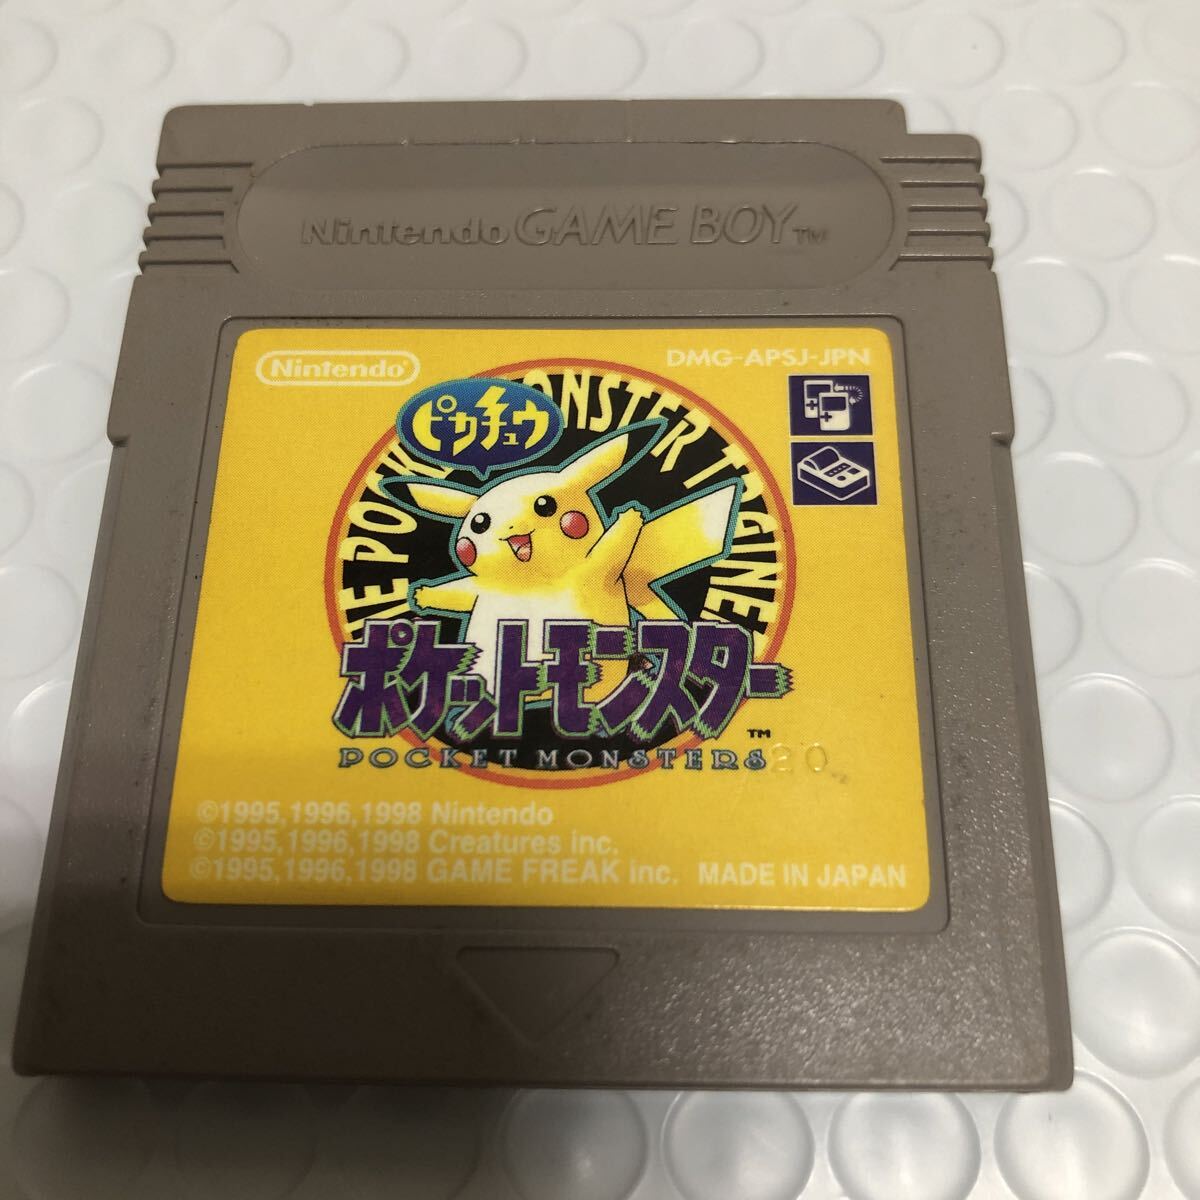 Nintendo GAME BOY TM
Nintendo
DMG-APSJ-JPN
ピカチュウ
THE POCKET MONSTER TRAINER
ポケットモンスター
TM
POCKET MONSTERS
20
©1995,1996,1998 Nintendo
©1995,1996,1998 Creatures inc.
©1995,1996,1998 GAME FREAK inc. MADE IN JAPAN